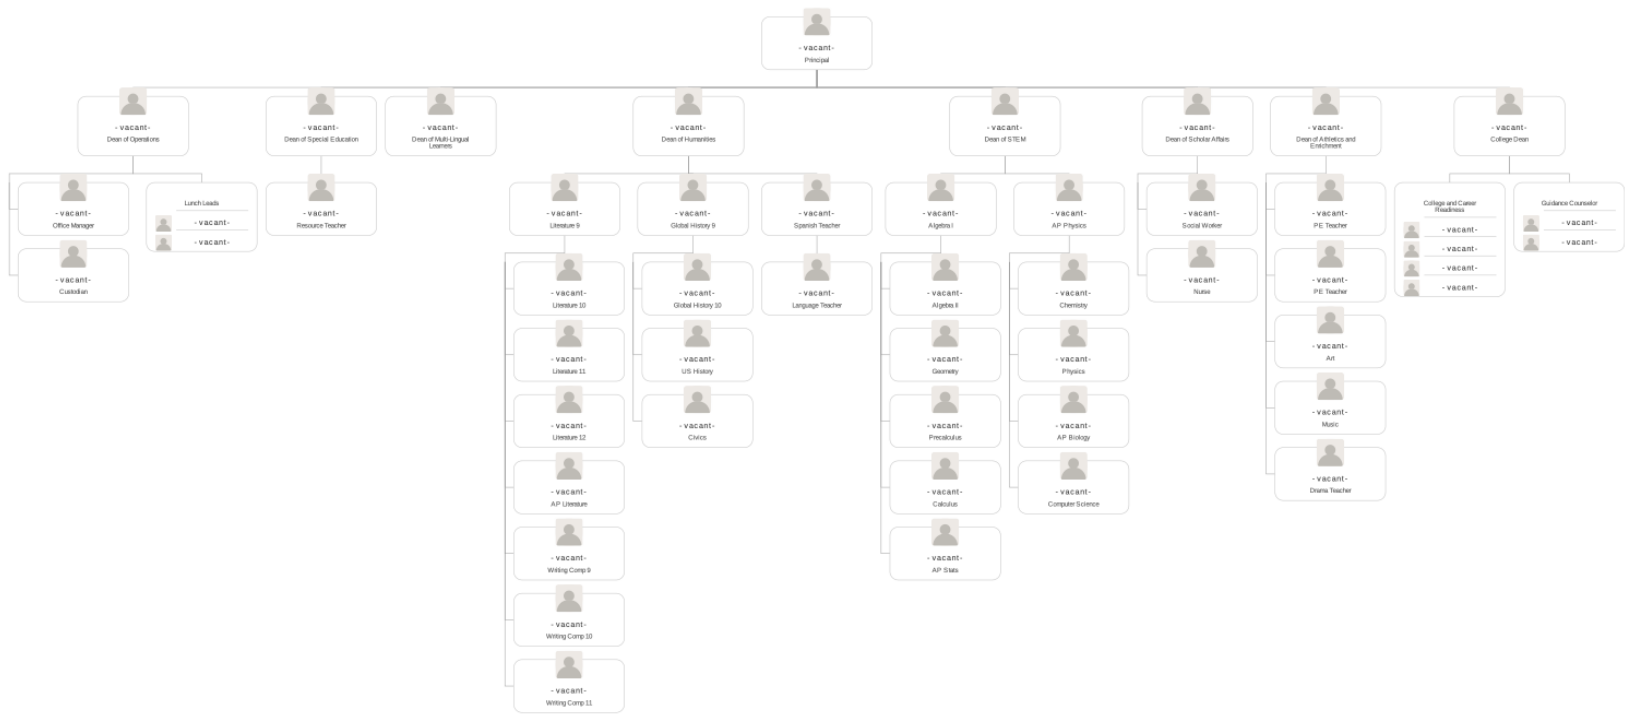 - vacant-
Principal
- vacant-
Dean of Operations
- vacant-
Dean of Special Education
- vacant-
Dean of Multi-Lingual
Learners
- vacant-
Dean of Humanities
- vacant-
Dean of STEM
- vacant-
Dean of Scholar Affairs
- vacant-
Dean of Athletics and
Enrichment
- vacant-
College Dean
- vacant-
Office Manager
- vacant-
Custodian
Lunch Leads
- vacant-
- vacant-
- vacant-
Resource Teacher
- vacant-
Literature 9
- vacant-
Literature 10
- vacant-
Literature 11
- vacant-
Literature 12
- vacant-
AP Literature
- vacant-
Writing Comp 9
- vacant-
Writing Comp 10
- vacant-
Writing Comp 11
- vacant-
Global History 9
- vacant-
Global History 10
- vacant-
US History
- vacant-
Civics
- vacant-
Spanish Teacher
- vacant-
Language Teacher
- vacant-
Algebra I
- vacant-
Algebra II
- vacant-
Geometry
- vacant-
Precalculus
- vacant-
Calculus
- vacant-
AP Stats
- vacant-
AP Physics
- vacant-
Chemistry
- vacant-
Physics
- vacant-
AP Biology
- vacant-
Computer Science
- vacant-
Social Worker
- vacant-
Nurse
- vacant-
PE Teacher
- vacant-
PE Teacher
- vacant-
Art
- vacant-
Music
- vacant-
Drama Teacher
College and Career
Readiness
- vacant-
- vacant-
- vacant-
- vacant-
Guidance Counselor
- vacant-
- vacant-